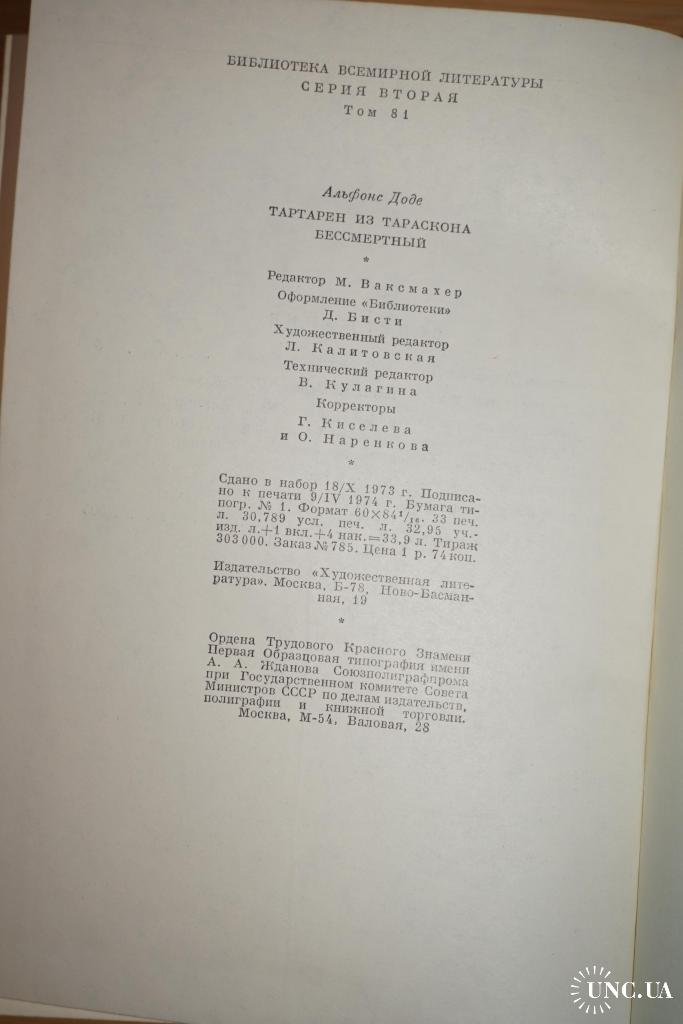 БИБЛИОТЕКА ВСЕМИРНОЙ ЛИТЕРАТУРЫ
СЕРИЯ ВТОРАЯ
Том 81
Альфонс Доде
ТАРТАРЕН ИЗ ТАРАСКОНА
БЕССМЕРТНЫЙ
*
Редактор М. Ваксмахер
Оформление «Библиотеки»
Д. Бисти
Художественный редактор
Л. Калитовская
Технический редактор
В. Кулагина
Корректоры
Г. Киселева
и О. Наренкова
*
Сдано в набор 18/X 1973 г. Подписа-
но к печати 9/IV 1974 г. Бумага ти-
погр. № 1. Формат 60×84¹/₁₆. 33 печ.
л. 30,789 усл. печ. л. 32,95 уч.-
изд. л.+1 вкл.+4 нак.=33,9 л. Тираж
303000. Заказ № 785. Цена 1 р. 74 коп.
Издательство «Художественная лите-
ратура». Москва, Б-78, Ново-Басман-
ная, 19
*
Ордена Трудового Красного Знамени
Первая Образцовая типография имени
А. А. Жданова Союзполиграфпрома
при Государственном комитете Совета
Министров СССР по делам издательств,
полиграфии и книжной торговли.
Москва, М-54, Валовая, 28
UNC.UA